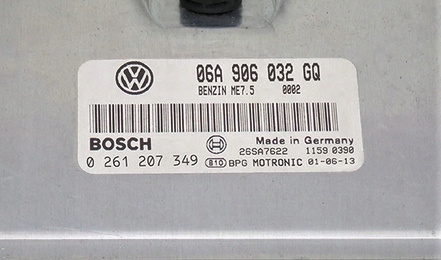 06A 906 032 GQ
BENZIN ME7.5 0002
BOSCH Made in Germany
26SA7622 1159 0390
0 261 207 349 810 BPG MOTRONIC 01-06-13